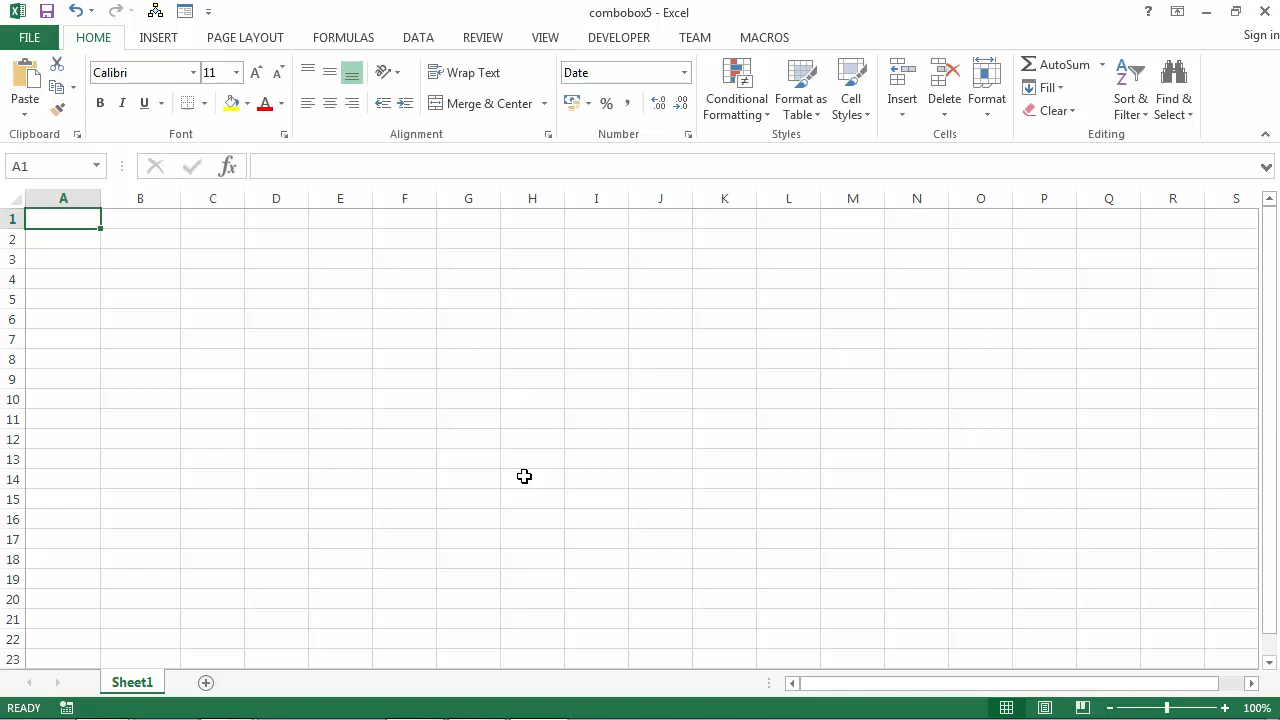 combobox5 - Excel
FILE HOME INSERT PAGE LAYOUT FORMULAS DATA REVIEW VIEW DEVELOPER TEAM MACROS Sign in
Paste
Clipboard
Calibri 11
B I U A
Font
Wrap Text
Merge & Center
Alignment
Date
% ,
Number
Conditional Formatting
Format as Table
Cell Styles
Styles
Insert
Delete
Format
Cells
AutoSum
Fill
Clear
Sort & Filter
Find & Select
Editing
A1
fx
A B C D E F G H I J K L M N O P Q R S
1
2
3
4
5
6
7
8
9
10
11
12
13
14
15
16
17
18
19
20
21
22
23
Sheet1
READY
100%